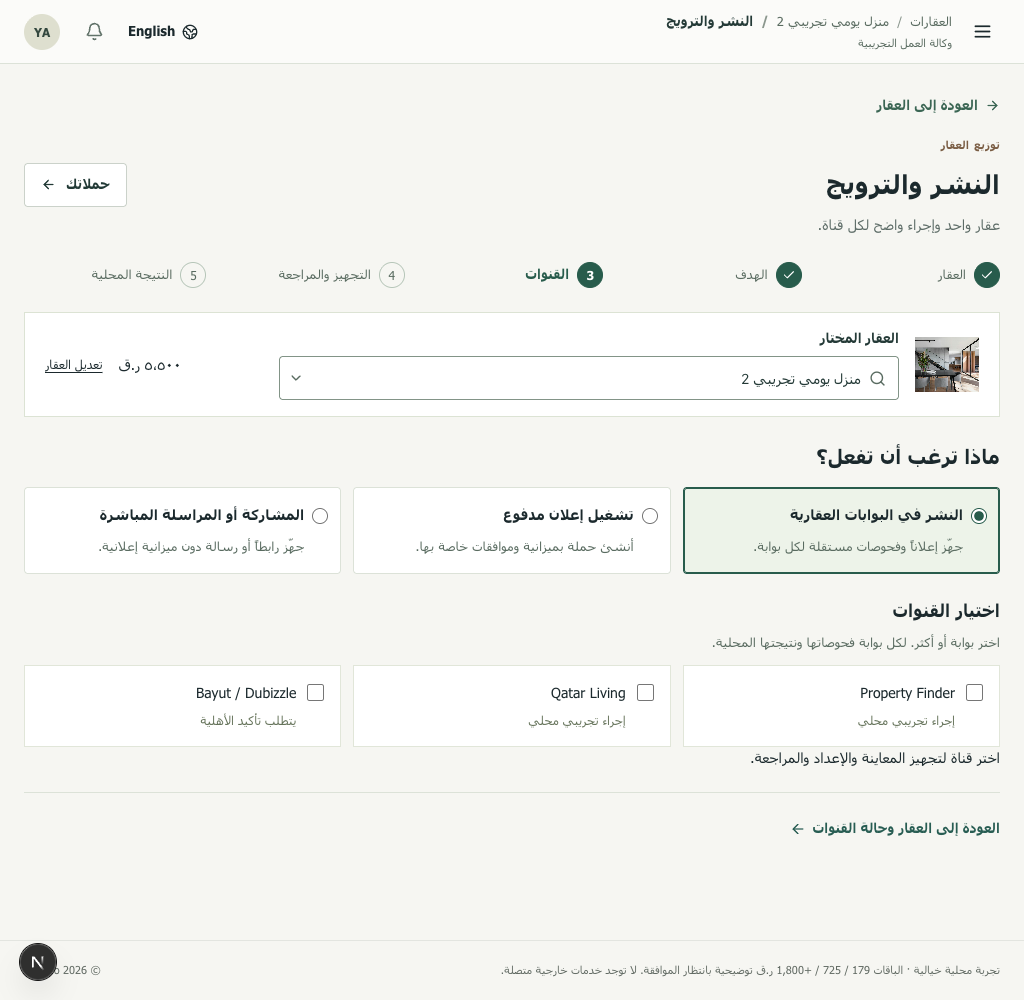 العقارات / منزل يومي تجريبي 2 / النشر والترويج
وكالة العمل التجريبية
English
YA
العودة إلى العقار
توزيع العقار
النشر والترويج
حملاتك
عقار واحد وإجراء واضح لكل قناة.
العقار
الهدف
3 القنوات
4 التجهيز والمراجعة
5 النتيجة المحلية
العقار المختار
منزل يومي تجريبي 2
٥،٥٠٠ ر.ق
تعديل العقار
ماذا ترغب أن تفعل؟
النشر في البوابات العقارية
جهّز إعلاناً وفحوصات مستقلة لكل بوابة.
تشغيل إعلان مدفوع
أنشئ حملة بميزانية وموافقات خاصة بها.
المشاركة أو المراسلة المباشرة
جهّز رابطاً أو رسالة دون ميزانية إعلانية.
اختيار القنوات
اختر بوابة أو أكثر. لكل بوابة فحوصاتها ونتيجتها المحلية.
Property Finder
إجراء تجريبي محلي
Qatar Living
إجراء تجريبي محلي
Bayut / Dubizzle
يتطلب تأكيد الأهلية
اختر قناة لتجهيز المعاينة والإعداد والمراجعة.
العودة إلى العقار وحالة القنوات
تجربة محلية خيالية · الباقات 179 / 725 / +1,800 ر.ق توضيحية بانتظار الموافقة. لا توجد خدمات خارجية متصلة.
© 2026
N